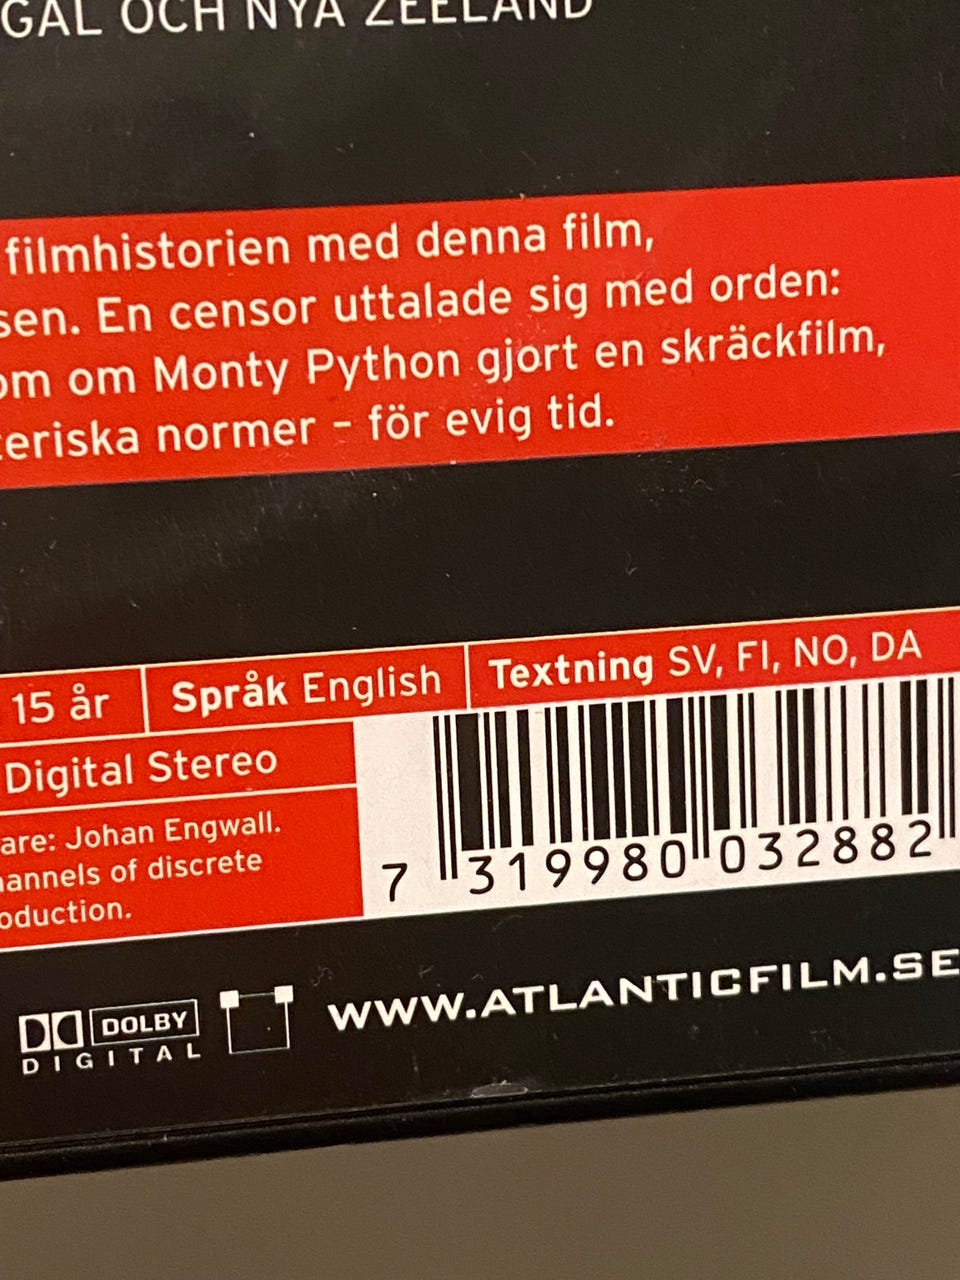 GAL OCH NYA ZEELAND
filmhistorien med denna film,
sen. En censor uttalade sig med orden:
om om Monty Python gjort en skräckfilm,
teriska normer – för evig tid.
15 år Språk English Textning SV, FI, NO, DA
Digital Stereo
are: Johan Engwall.
hannels of discrete
oduction.
7 319980 032882
DOLBY
DIGITAL
WWW.ATLANTICFILM.SE